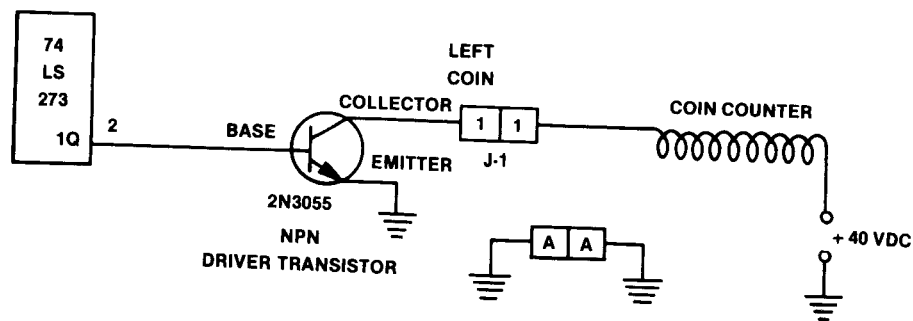 74
LS
273
1Q
2
BASE
COLLECTOR
EMITTER
2N3055
NPN
DRIVER TRANSISTOR
LEFT
COIN
1 1
J-1
COIN COUNTER
A A
+ 40 VDC